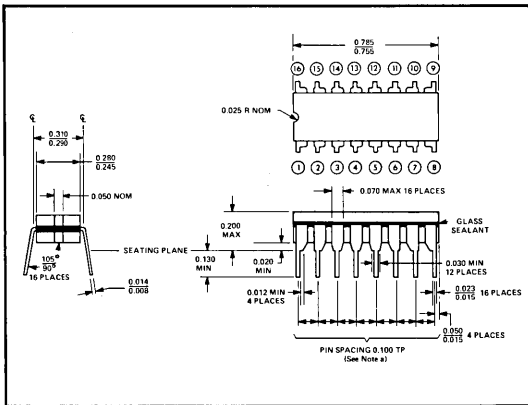 0.785
0.755
16 15 14 13 12 11 10 9
0.025 R NOM
℄ ℄
0.310
0.290
0.280
0.245
0.050 NOM
1 2 3 4 5 6 7 8
0.070 MAX 16 PLACES
0.200
MAX
GLASS
SEALANT
SEATING PLANE
105°
90°
16 PLACES
0.130
MIN
0.020
MIN
0.030 MIN
12 PLACES
0.014
0.008
0.012 MIN
4 PLACES
0.023
0.015 16 PLACES
0.050
0.015 4 PLACES
PIN SPACING 0.100 TP
(See Note a)